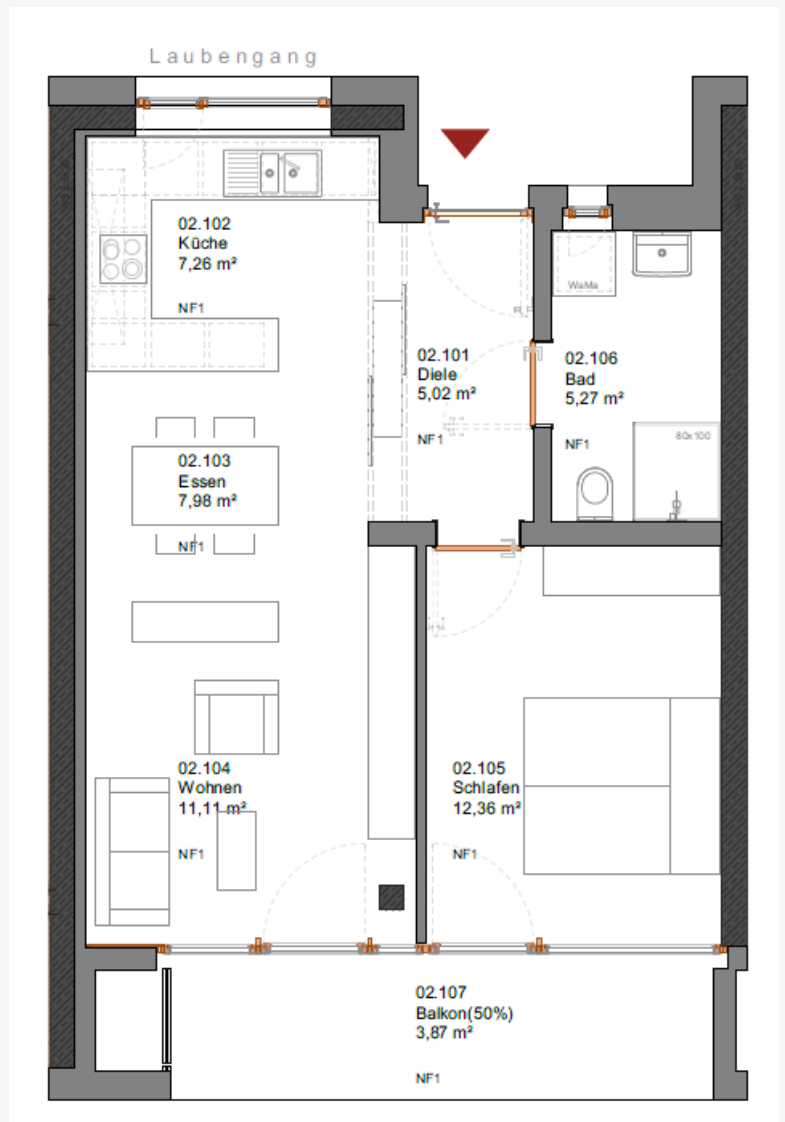 Laubengang
02.102
Küche
7,26 m²
NF1
WaMa
02.101
Diele
5,02 m²
NF1
02.106
Bad
5,27 m²
NF1
80x100
02.103
Essen
7,98 m²
NF1
02.104
Wohnen
11,11 m²
NF1
02.105
Schlafen
12,36 m²
NF1
02.107
Balkon(50%)
3,87 m²
NF1